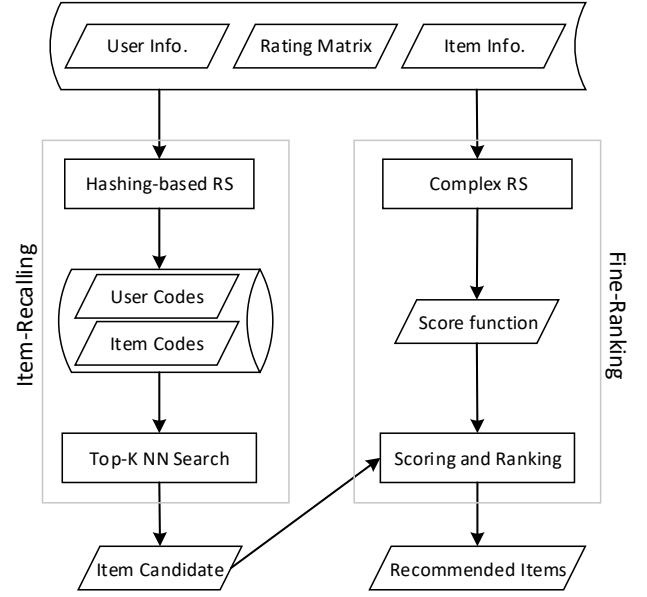 User Info.
Rating Matrix
Item Info.
Item-Recalling
Hashing-based RS
User Codes
Item Codes
Top-K NN Search
Item Candidate
Fine-Ranking
Complex RS
Score function
Scoring and Ranking
Recommended Items